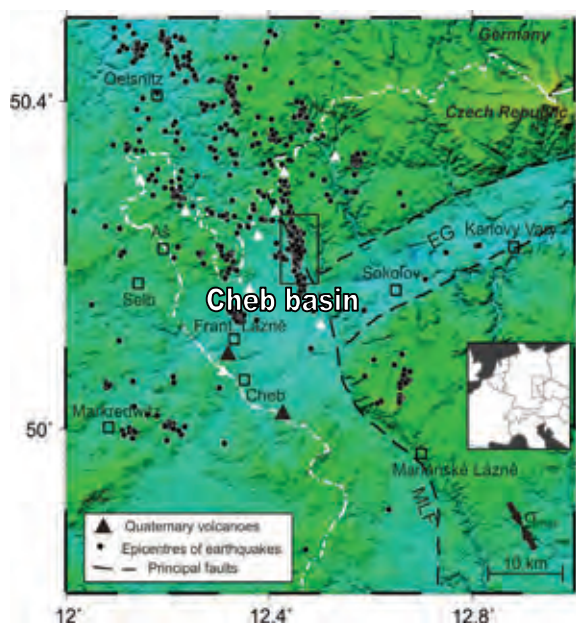 Germany
Oelsnitz
50.4˚
Czech Republic
Karlovy Vary
EG
Aš
Sokolov
Selb
Cheb basin
Frant. Lázně
Cheb
Markredwitz
50˚
Mariánské Lázně
MLF
Quaternary volcanoes
Epicentres of earthquakes
Principal faults
10 km
12˚
12.4˚
12.8˚